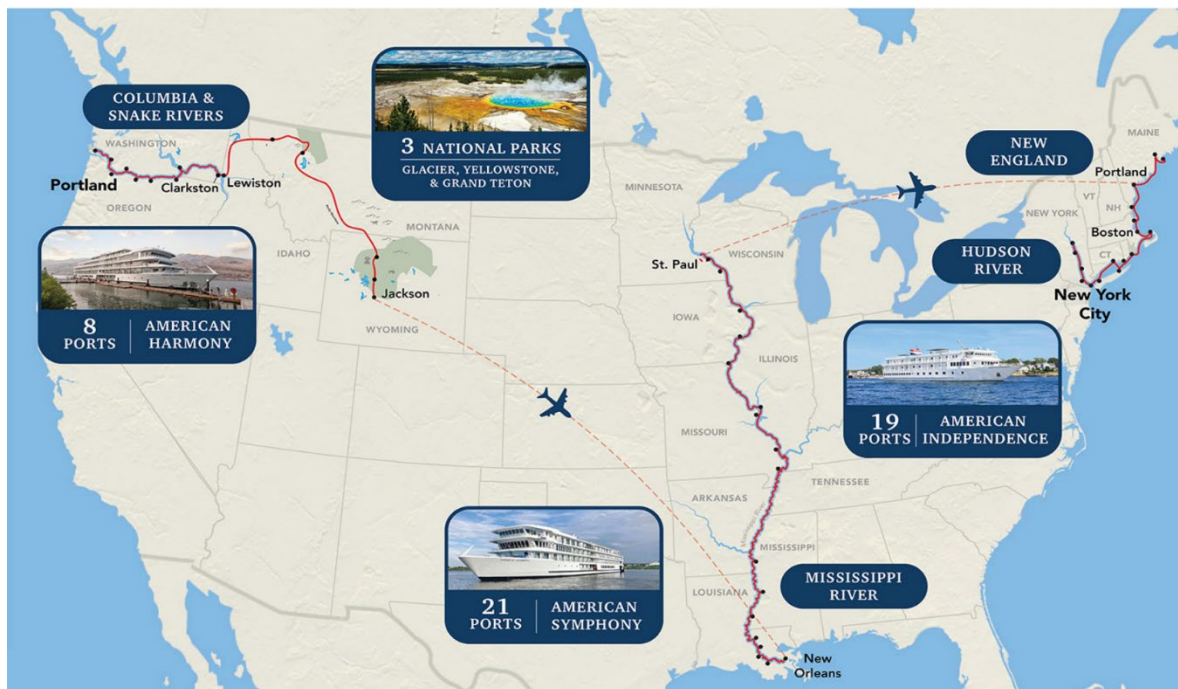 COLUMBIA &
SNAKE RIVERS
WASHINGTON
Portland
Clarkston
Lewiston
OREGON
IDAHO
MONTANA
Jackson
WYOMING
3 NATIONAL PARKS
GLACIER, YELLOWSTONE,
& GRAND TETON
8
PORTS
AMERICAN
HARMONY
MINNESOTA
WISCONSIN
St. Paul
IOWA
ILLINOIS
MISSOURI
ARKANSAS
TENNESSEE
Mississippi River
MISSISSIPPI
LOUISIANA
New
Orleans
MISSISSIPPI
RIVER
21
PORTS
AMERICAN
SYMPHONY
NEW
ENGLAND
MAINE
Portland
VT
NH
NEW YORK
Boston
CT
HUDSON
RIVER
New York
City
19
PORTS
AMERICAN
INDEPENDENCE